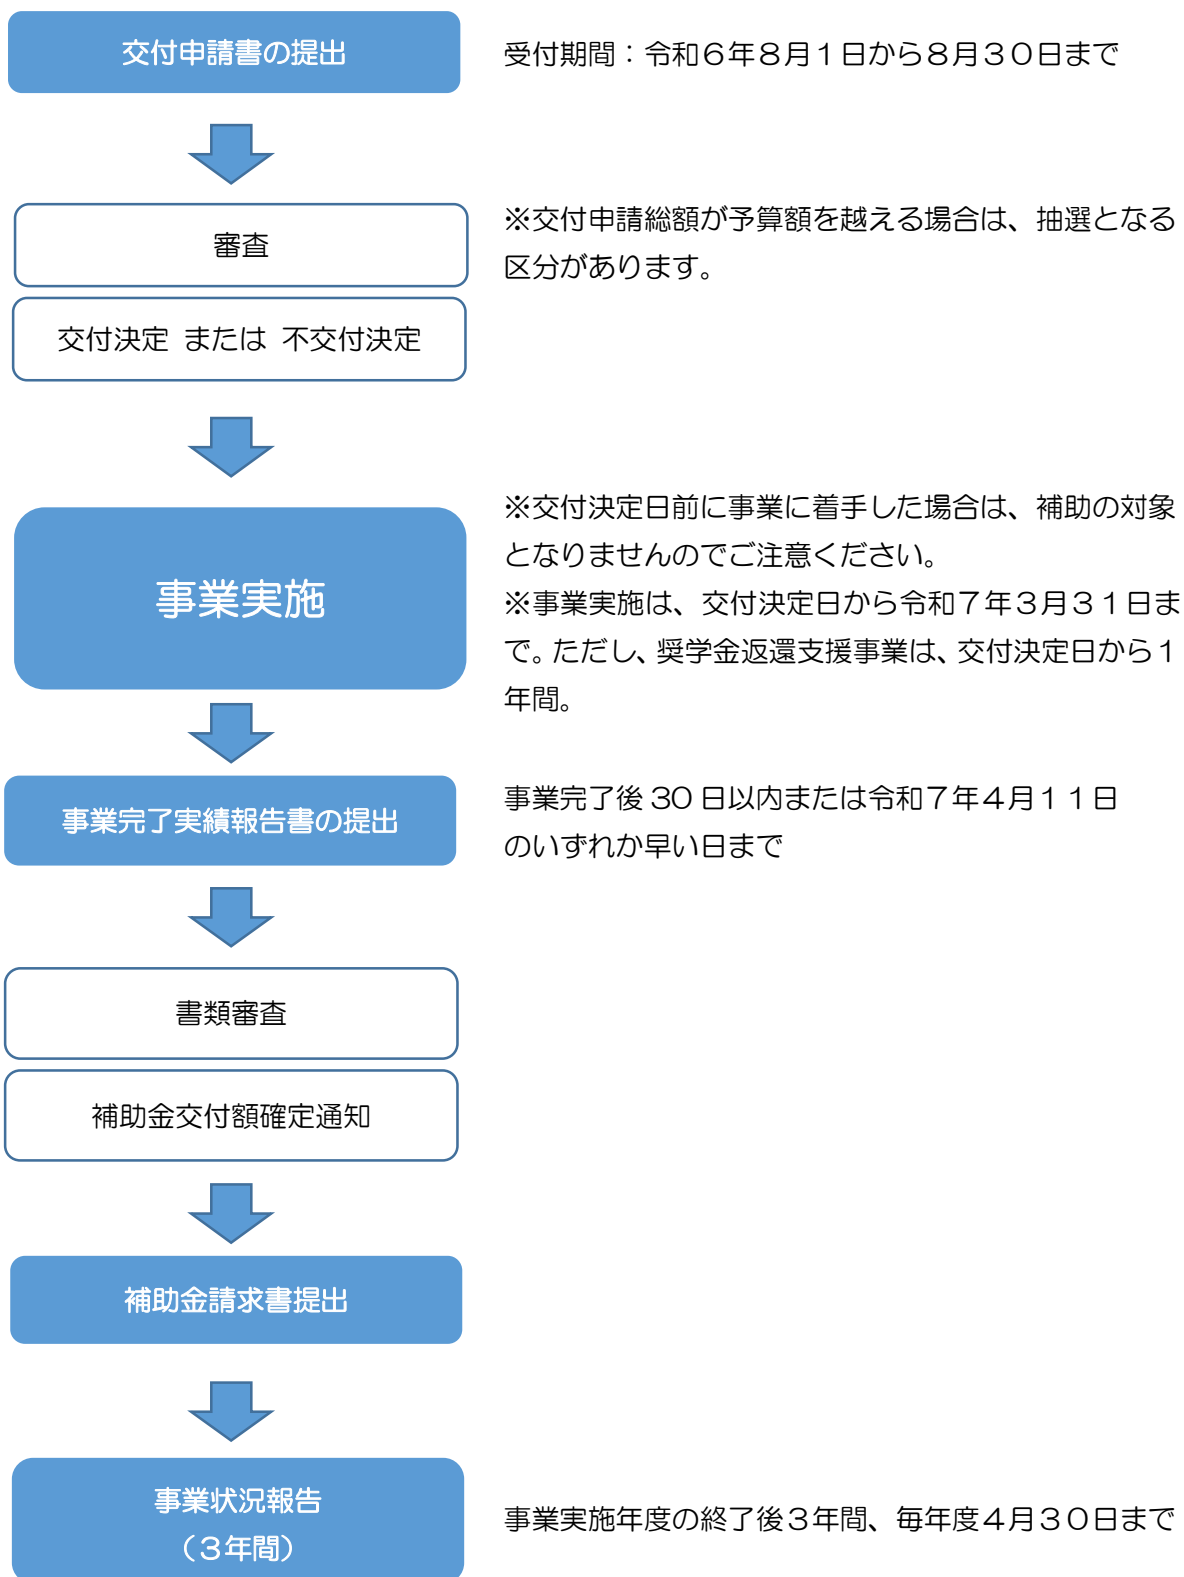 交付申請書の提出
受付期間：令和６年８月１日から８月３０日まで
審査
※交付申請総額が予算額を越える場合は、抽選となる
区分があります。
交付決定 または 不交付決定
事業実施
※交付決定日前に事業に着手した場合は、補助の対象
となりませんのでご注意ください。
※事業実施は、交付決定日から令和７年３月３１日ま
で。ただし、奨学金返還支援事業は、交付決定日から１
年間。
事業完了実績報告書の提出
事業完了後 30 日以内または令和７年４月１１日
のいずれか早い日まで
書類審査
補助金交付額確定通知
補助金請求書提出
事業状況報告
（３年間）
事業実施年度の終了後３年間、毎年度４月３０日まで